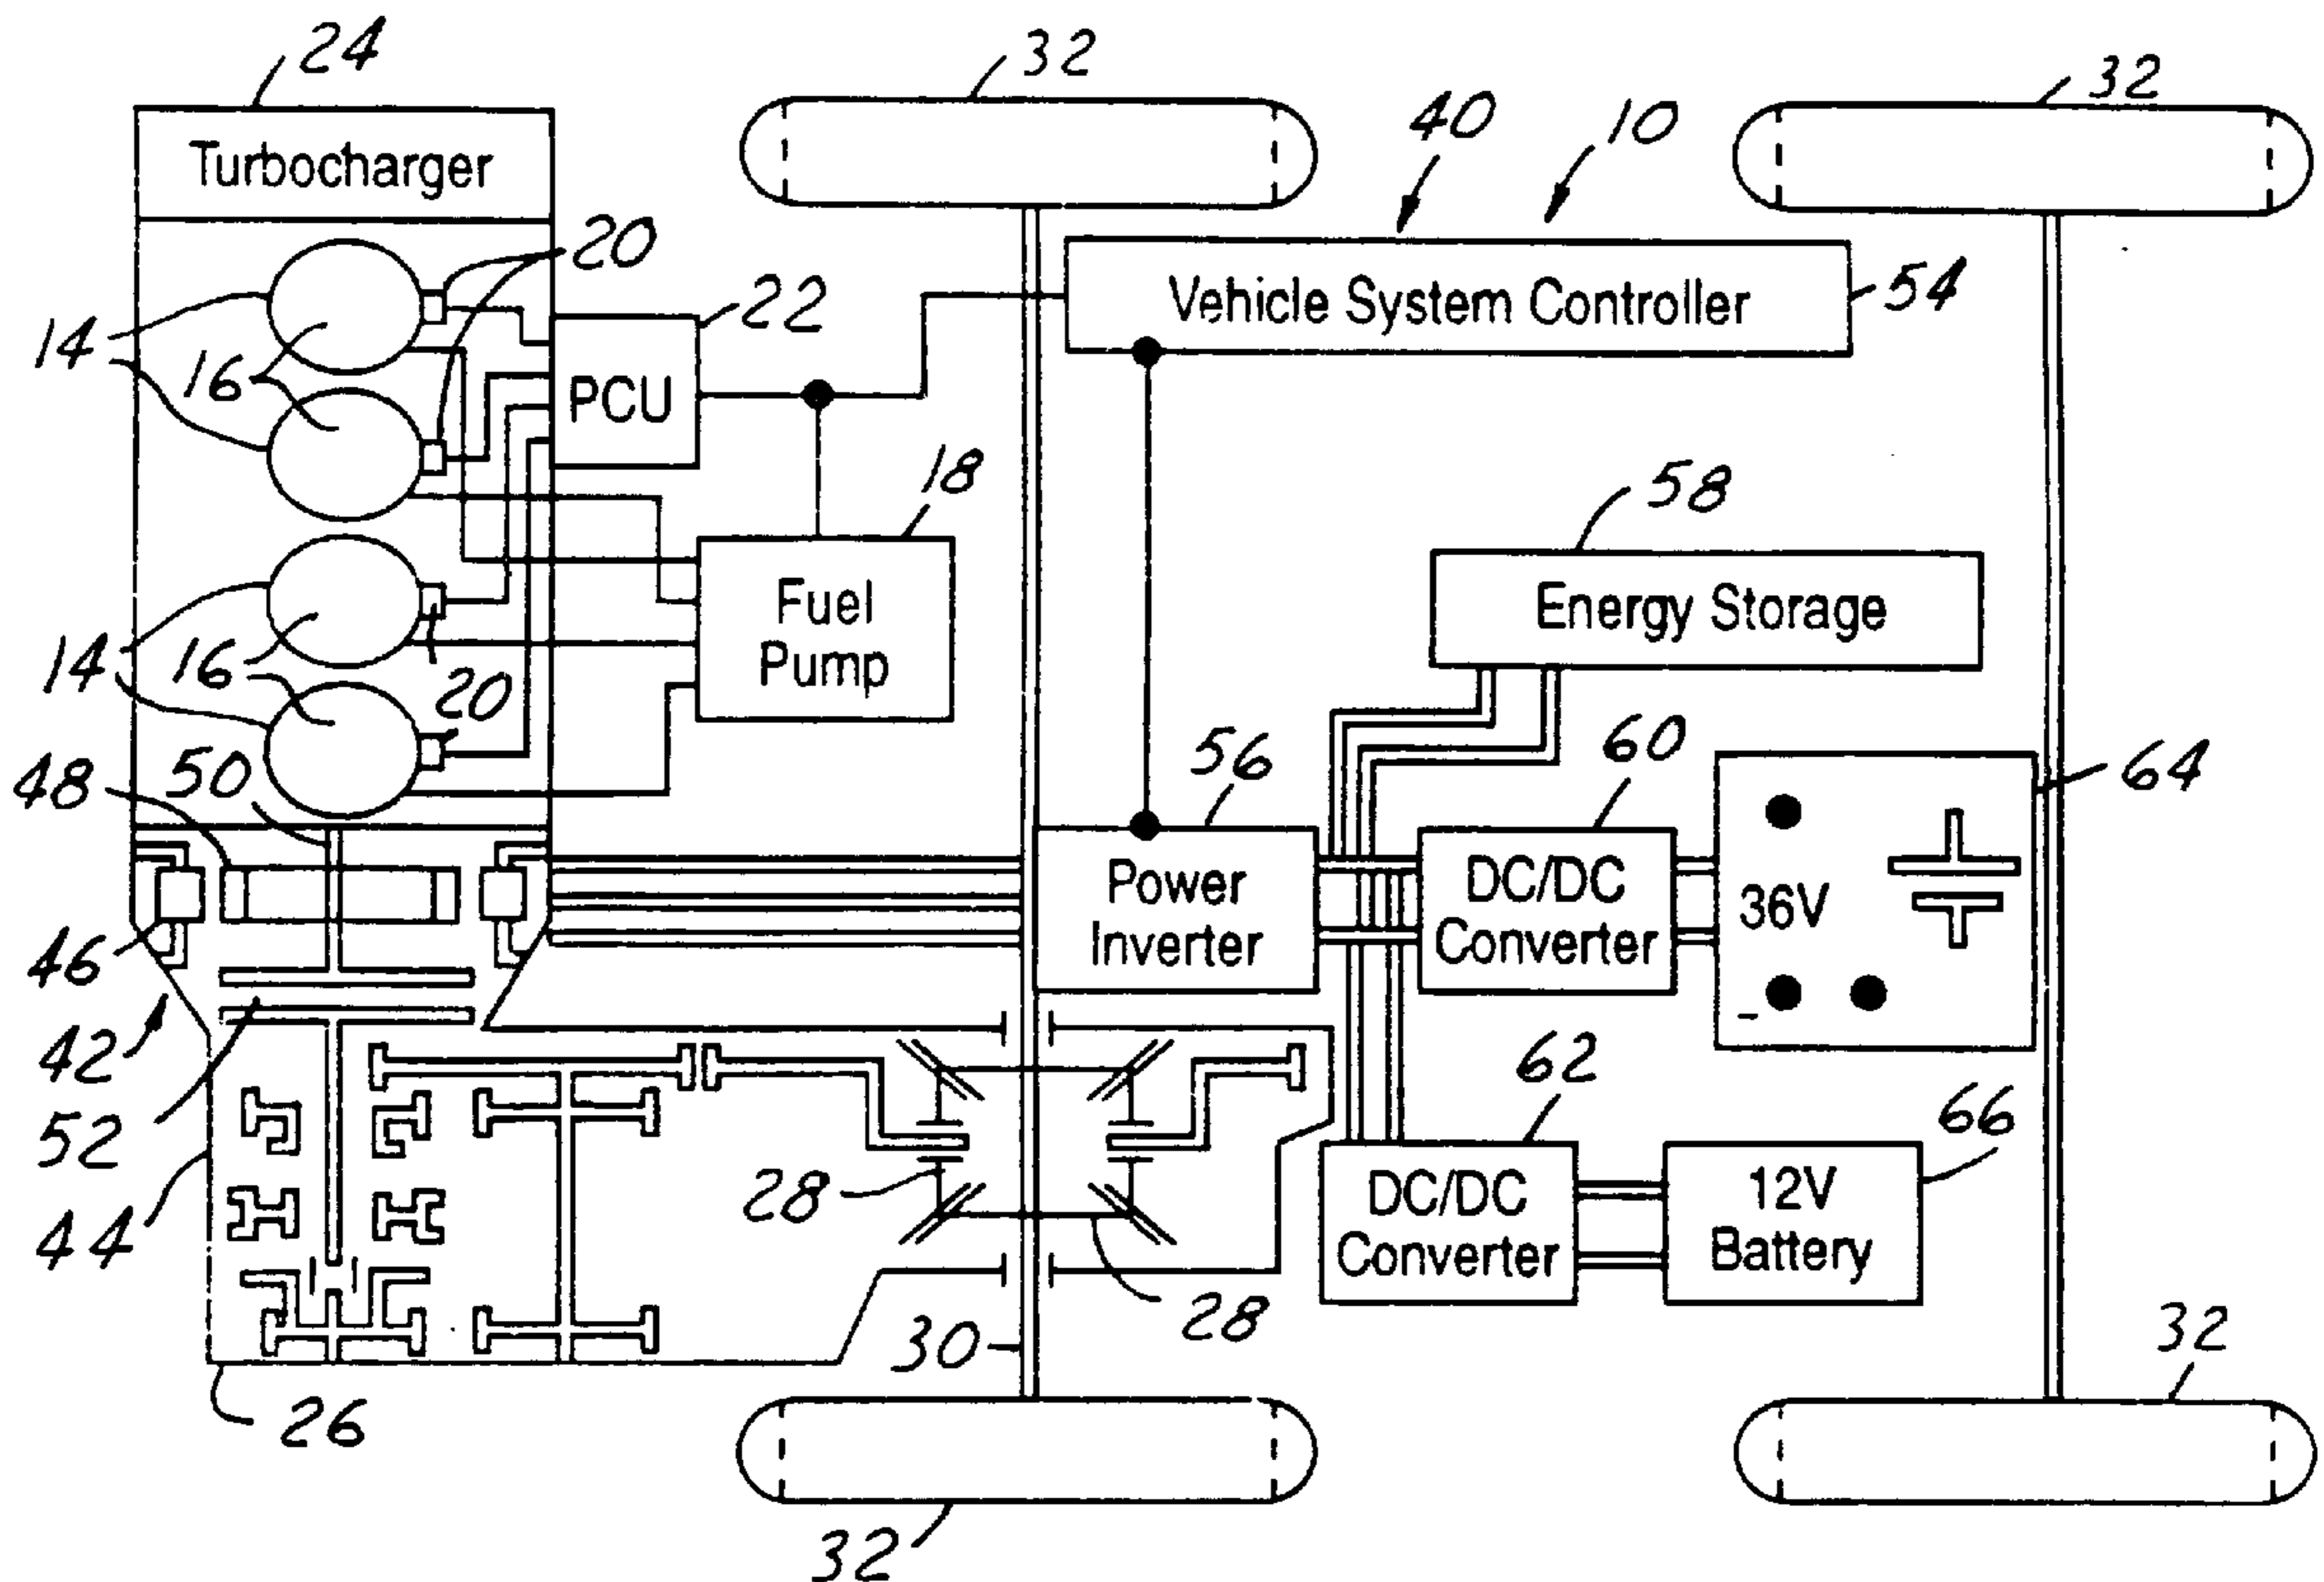 24
32
32
40
10
Turbocharger
20
22
54
14
16
PCU
Vehicle System Controller
18
58
Fuel
Pump
Energy Storage
14
16
20
48
50
56
60
64
Power
Inverter
DC/DC
Converter
36V
-
46
42
52
44
62
66
28
DC/DC
Converter
12V
Battery
28
30
32
26
32